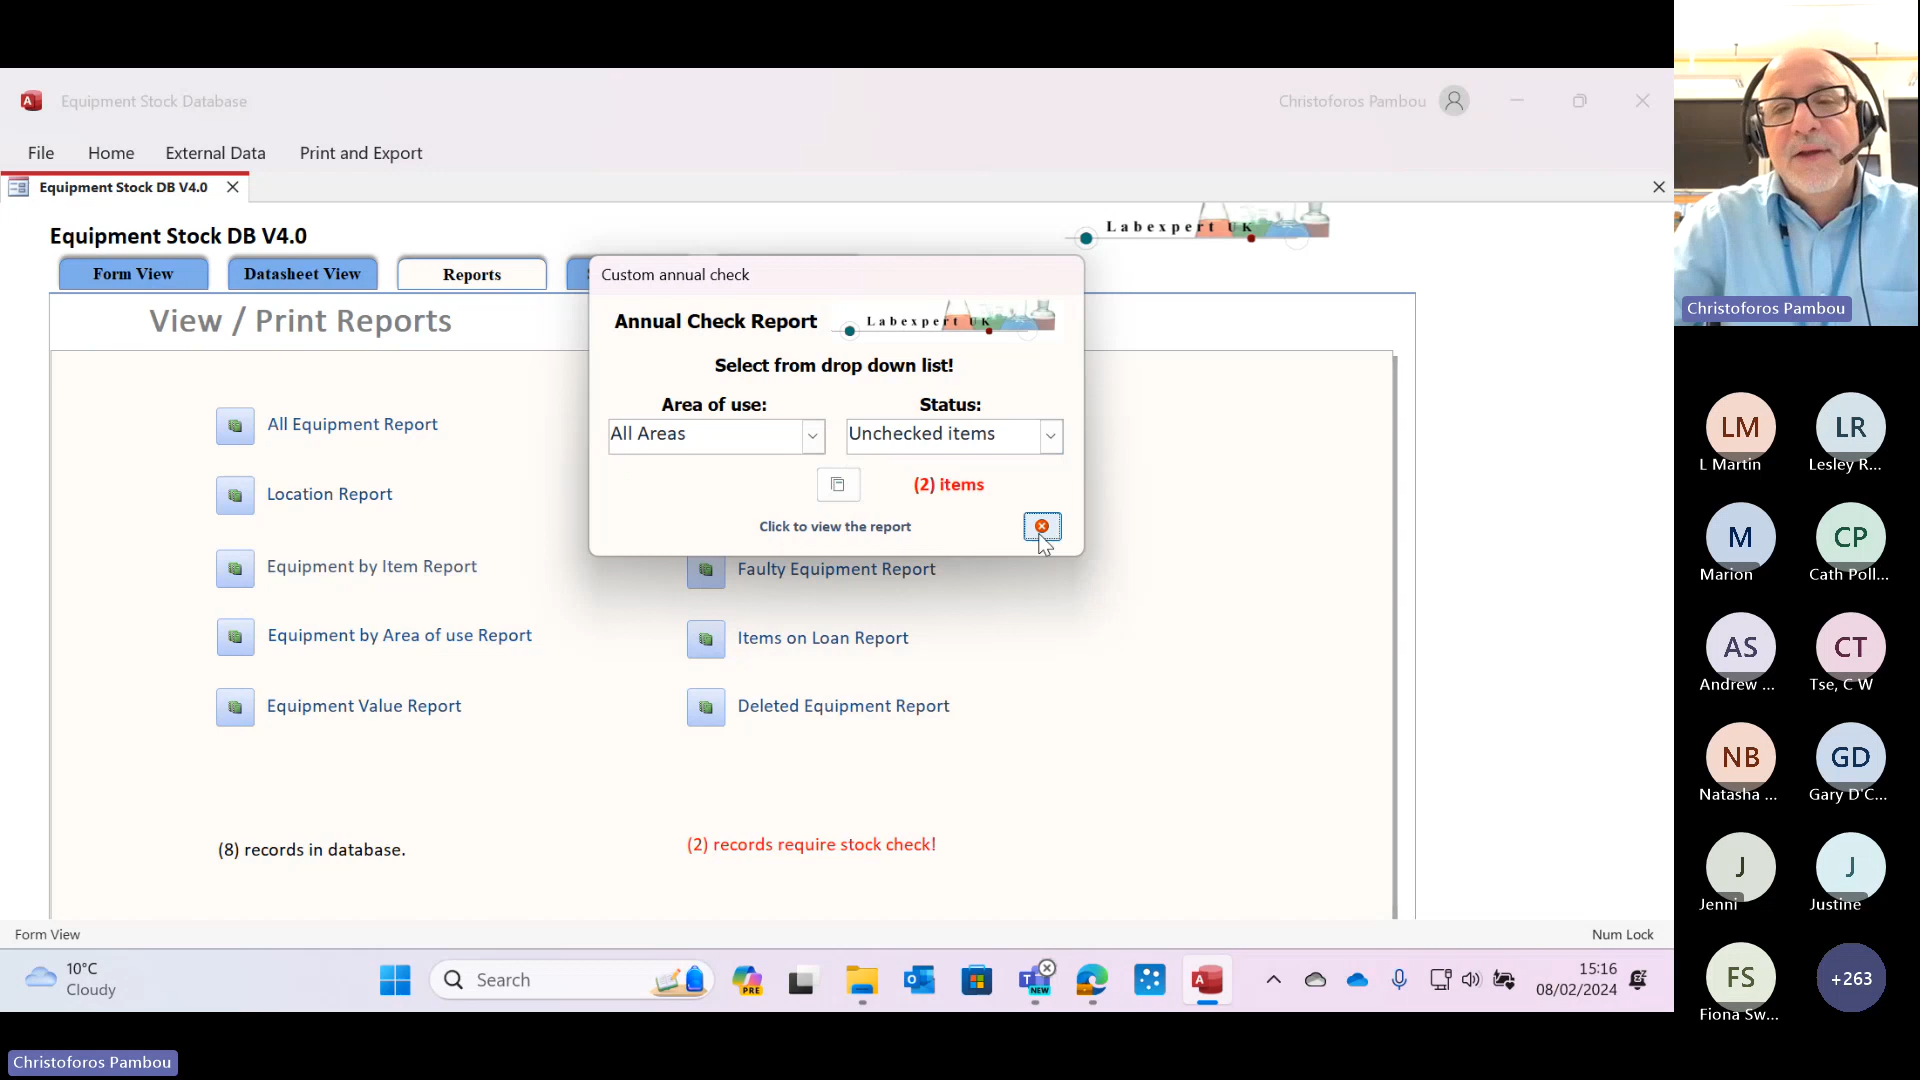 Equipment Stock Database
Christoforos Pambou
File Home External Data Print and Export
Equipment Stock DB V4.0
Equipment Stock DB V4.0
Labexpert UK
Form View Datasheet View Reports
View / Print Reports
Custom annual check
Annual Check Report
Labexpert UK
Select from drop down list!
Area of use: Status:
All Areas Unchecked items
(2) items
Click to view the report
All Equipment Report
Location Report
Equipment by Item Report
Faulty Equipment Report
Equipment by Area of use Report
Items on Loan Report
Equipment Value Report
Deleted Equipment Report
(8) records in database.
(2) records require stock check!
Form View
Num Lock
10°C
Cloudy
Search
PRE
NEW
15:16
08/02/2024
Christoforos Pambou
Christoforos Pambou
LM LR
L Martin Lesley R...
M CP
Marion Cath Poll...
AS CT
Andrew ... Tse, C W
NB GD
Natasha ... Gary D'C...
J J
Jenni Justine
FS +263
Fiona Sw...